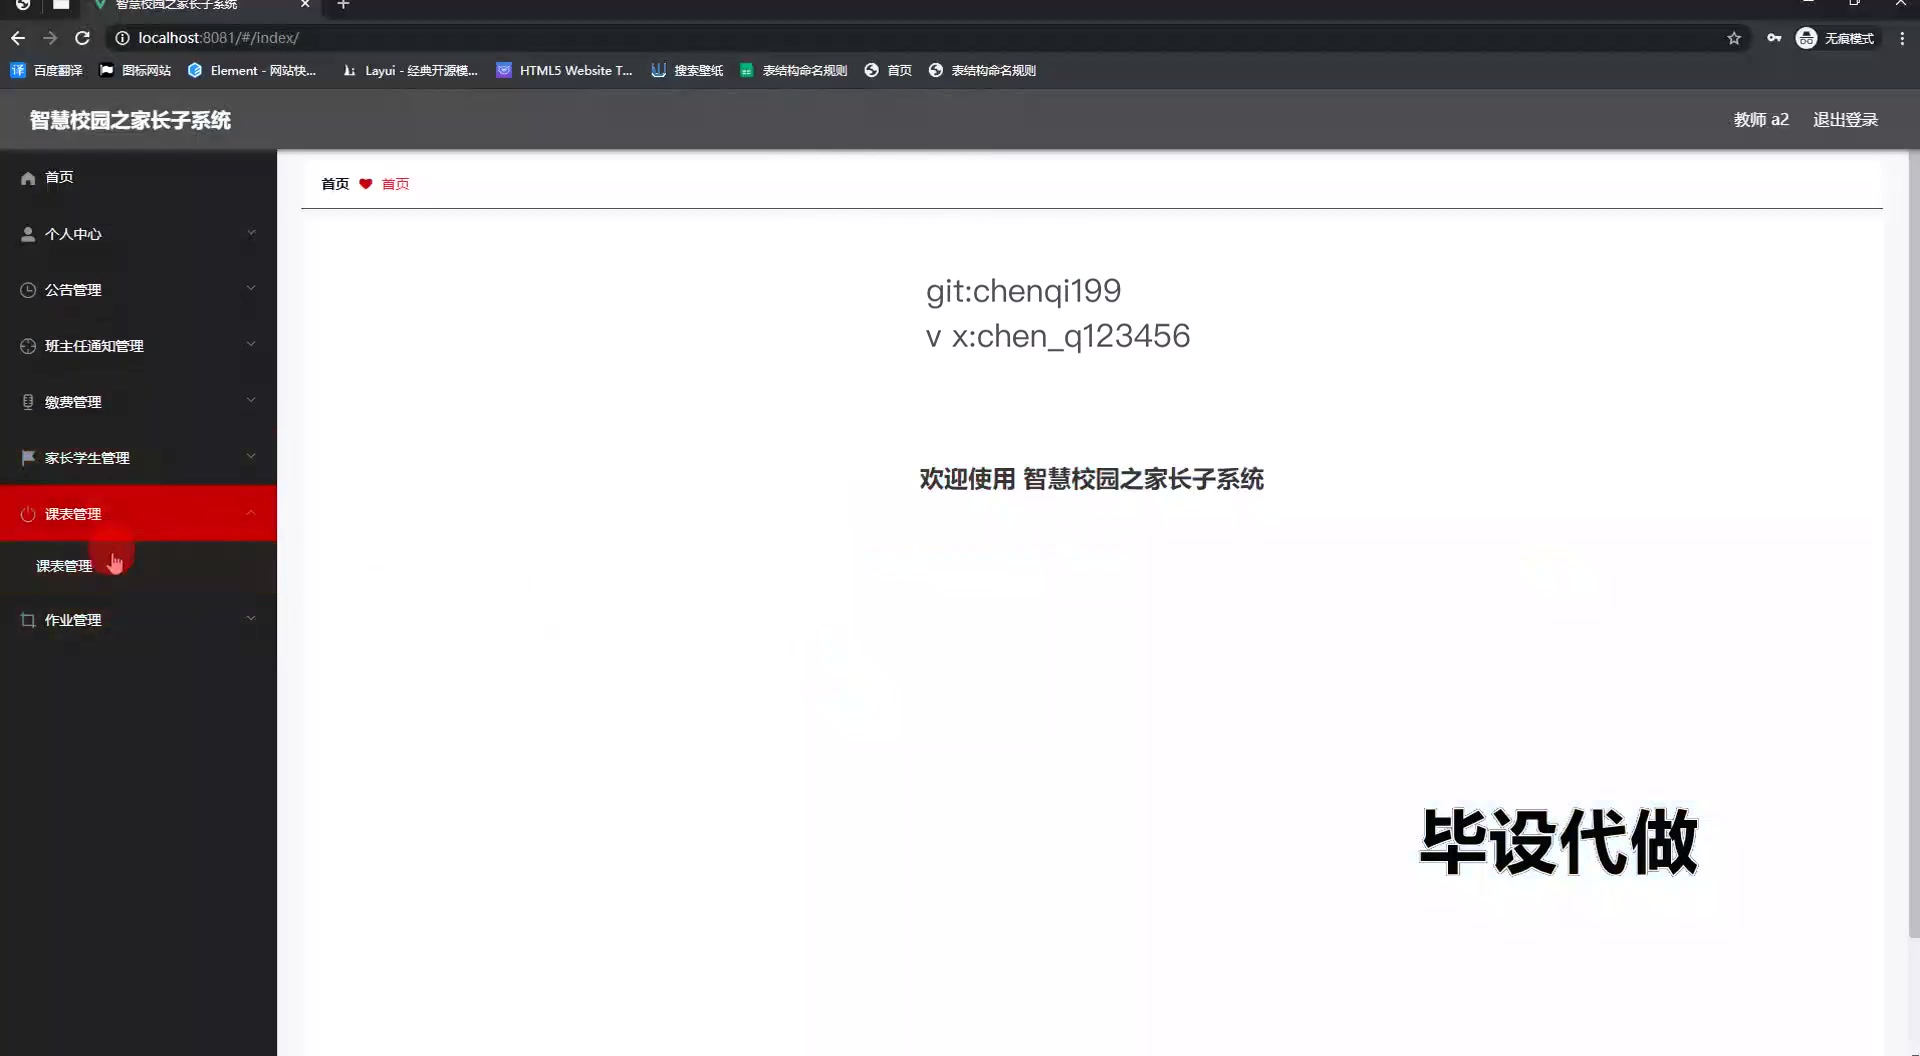 智慧校园之家长子系统
localhost:8081/#/index/
无痕模式
百度翻译 图标网站 Element - 网站快... Layui - 经典开源模... HTML5 Website T... 搜索壁纸 表结构命名规则 首页 表结构命名规则
智慧校园之家长子系统
教师 a2 退出登录
首页
个人中心
公告管理
班主任通知管理
缴费管理
家长学生管理
课表管理
课表管理
作业管理
首页 首页
git:chenqi199
v x:chen_q123456
欢迎使用 智慧校园之家长子系统
毕设代做